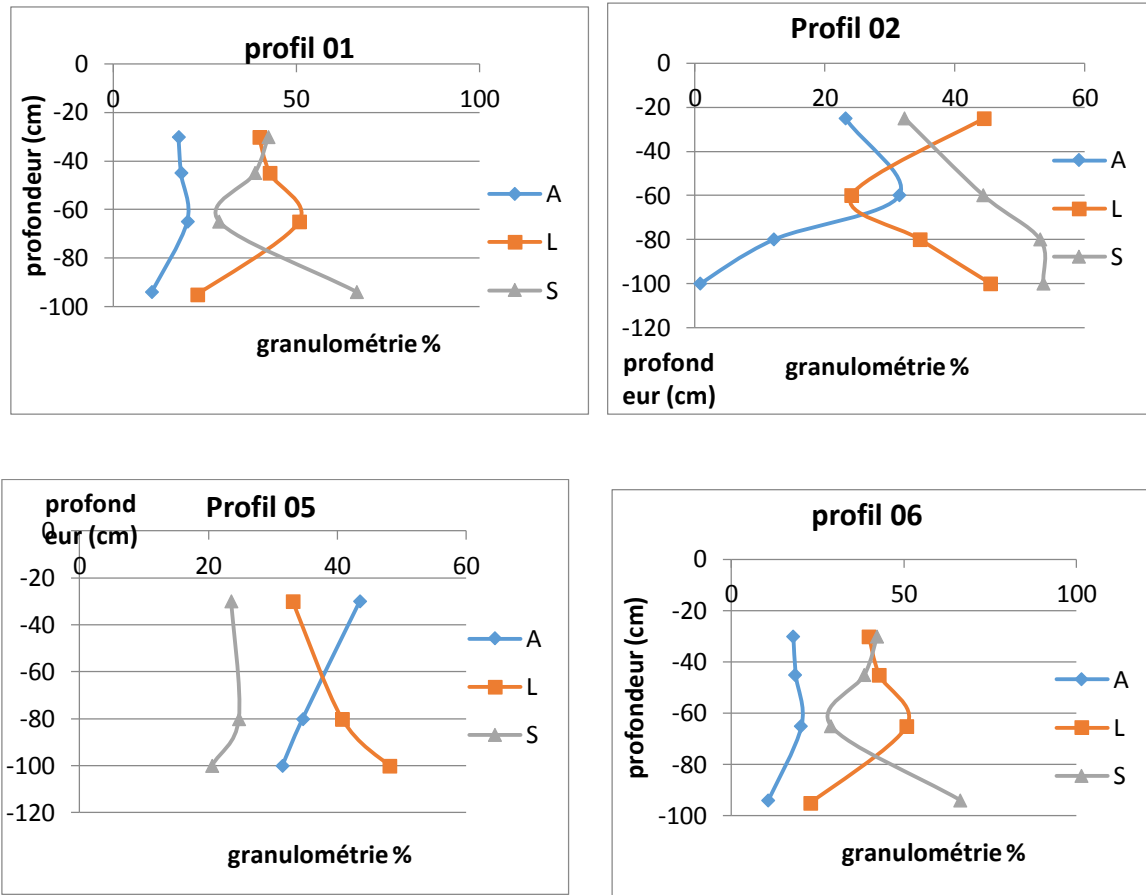 profil 01
0
0
50
100
-20
-40
-60
-80
-100
profondeur (cm)
A
L
S
granulométrie %
Profil 02
0
0
20
40
60
-20
-40
-60
-80
-100
-120
A
L
S
profond
eur (cm)
granulométrie %
profond
eur (cm)
Profil 05
0
0
20
40
60
-20
-40
-60
-80
-100
-120
A
L
S
granulométrie %
profil 06
0
0
50
100
-20
-40
-60
-80
-100
profondeur (cm)
A
L
S
granulométrie %